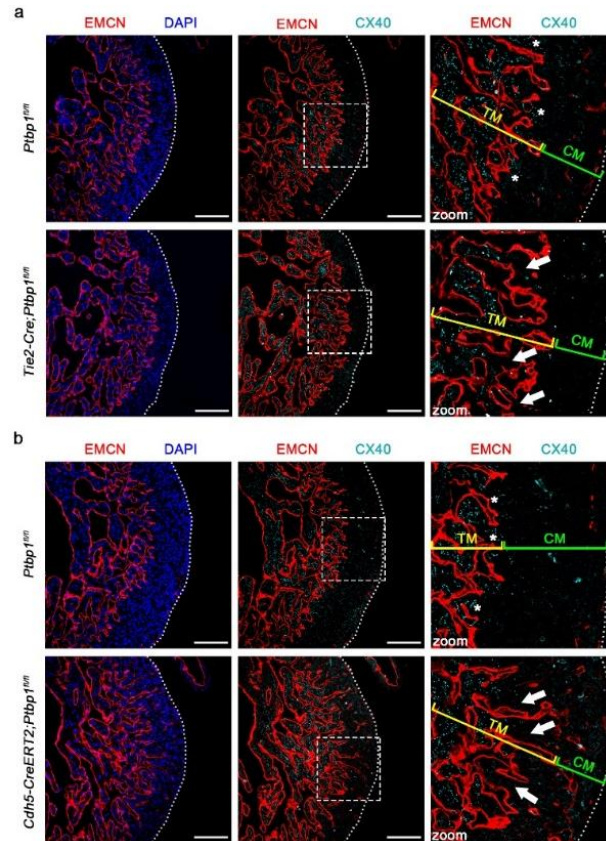 a
EMCN DAPI EMCN CX40 EMCN CX40
Ptbp1fl/fl
TM
CM
zoom
Tie2-Cre;Ptbp1fl/fl
TM
CM
zoom
b
EMCN DAPI EMCN CX40 EMCN CX40
Ptbp1fl/fl
TM CM
zoom
Cdh5-CreERT2;Ptbp1fl/fl
TM
CM
zoom